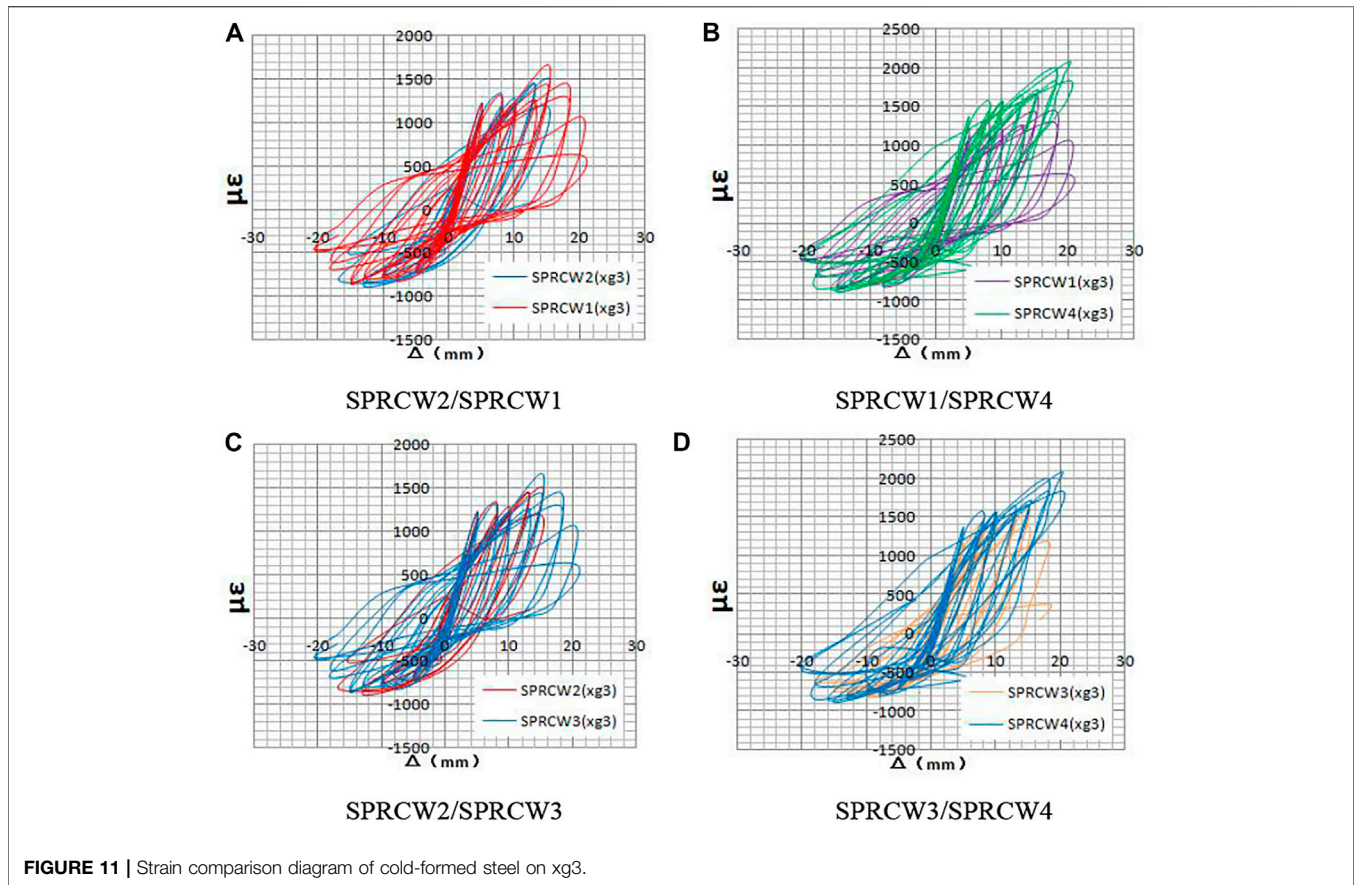 A
2000
1500
1000
500
0
-30 -20 -10 0 10 20 30
-500
-1000
-1500
με
SPRCW2(xg3)
SPRCW1(xg3)
Δ (mm)
SPRCW2/SPRCW1
B
2500
2000
1500
1000
500
0
-30 -20 -10 0 10 20 30
-500
-1000
-1500
με
SPRCW1(xg3)
SPRCW4(xg3)
Δ (mm)
SPRCW1/SPRCW4
C
2000
1500
1000
500
0
-30 -20 -10 0 10 20 30
-500
-1000
-1500
με
SPRCW2(xg3)
SPRCW3(xg3)
Δ (mm)
SPRCW2/SPRCW3
D
2500
2000
1500
1000
500
0
-30 -20 -10 0 10 20 30
-500
-1000
-1500
με
SPRCW3(xg3)
SPRCW4(xg3)
Δ (mm)
SPRCW3/SPRCW4
FIGURE 11 | Strain comparison diagram of cold-formed steel on xg3.